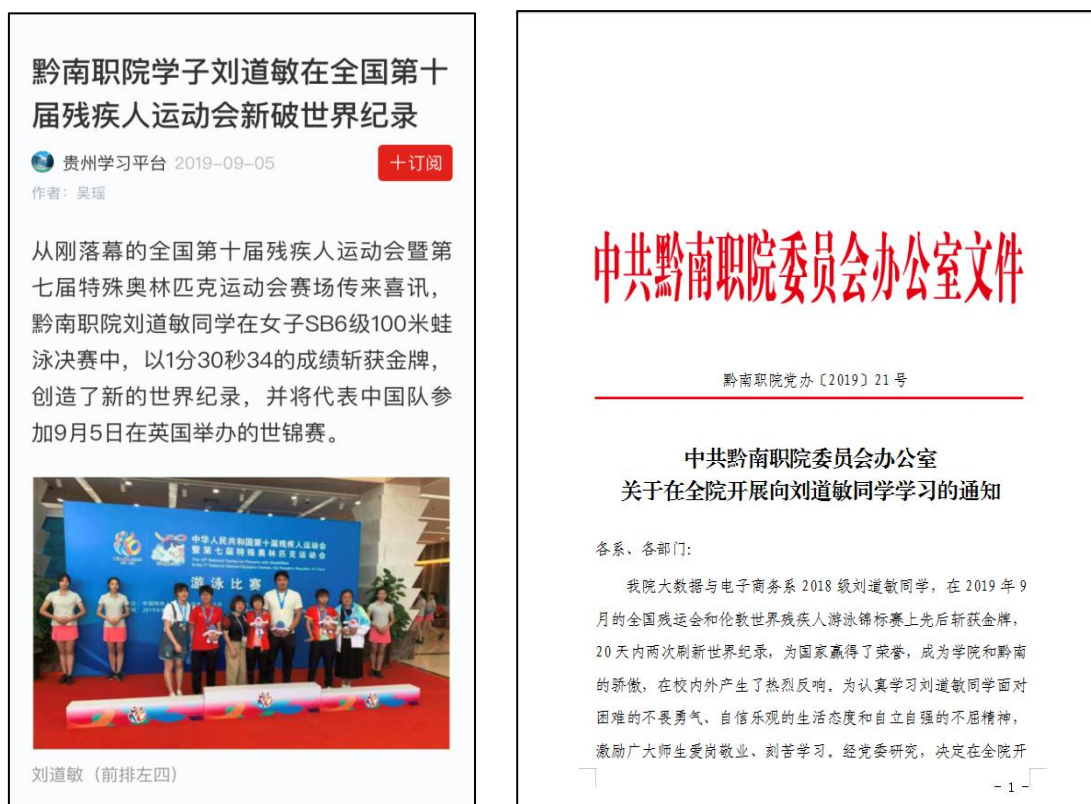 黔南职院学子刘道敏在全国第十
届残疾人运动会新破世界纪录
贵州学习平台 2019-09-05
十订阅
作者：吴瑶
从刚落幕的全国第十届残疾人运动会暨第
七届特殊奥林匹克运动会赛场传来喜讯，
黔南职院刘道敏同学在女子SB6级100米蛙
泳决赛中，以1分30秒34的成绩斩获金牌，
创造了新的世界纪录，并将代表中国队参
加9月5日在英国举办的世锦赛。
中华人民共和国第十届残疾人运动会
暨第七届特殊奥林匹克运动会
游泳比赛
刘道敏（前排左四）
中共黔南职院委员会办公室文件
黔南职院党办〔2019〕21 号
中共黔南职院委员会办公室
关于在全院开展向刘道敏同学学习的通知
各系、各部门：
我院大数据与电子商务系 2018 级刘道敏同学，在 2019 年 9
月的全国残运会和伦敦世界残疾人游泳锦标赛上先后斩获金牌，
20 天内两次刷新世界纪录，为国家赢得了荣誉，成为学院和黔南
的骄傲，在校内外产生了热烈反响。为认真学习刘道敏同学面对
困难的不畏勇气、自信乐观的生活态度和自立自强的不屈精神，
激励广大师生爱岗敬业、刻苦学习。经党委研究，决定在全院开
- 1 -